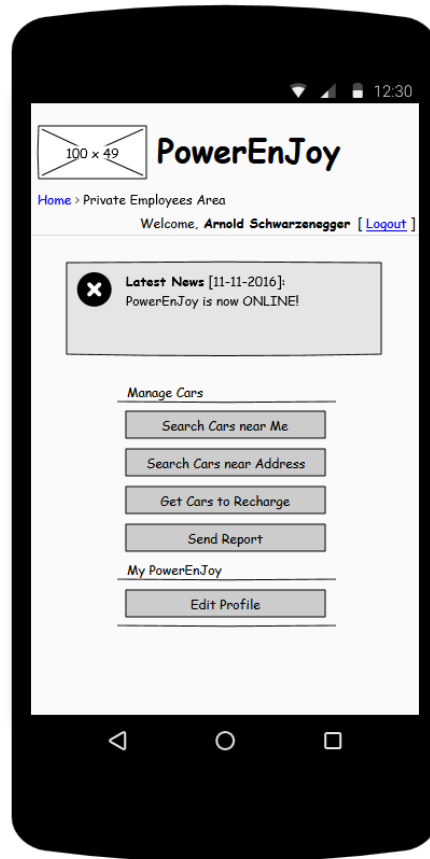 12:30
100 x 49
PowerEnJoy
Home > Private Employees Area
Welcome, Arnold Schwarzenegger [ Logout ]
Latest News [11-11-2016]:
PowerEnJoy is now ONLINE!
Manage Cars
Search Cars near Me
Search Cars near Address
Get Cars to Recharge
Send Report
My PowerEnJoy
Edit Profile